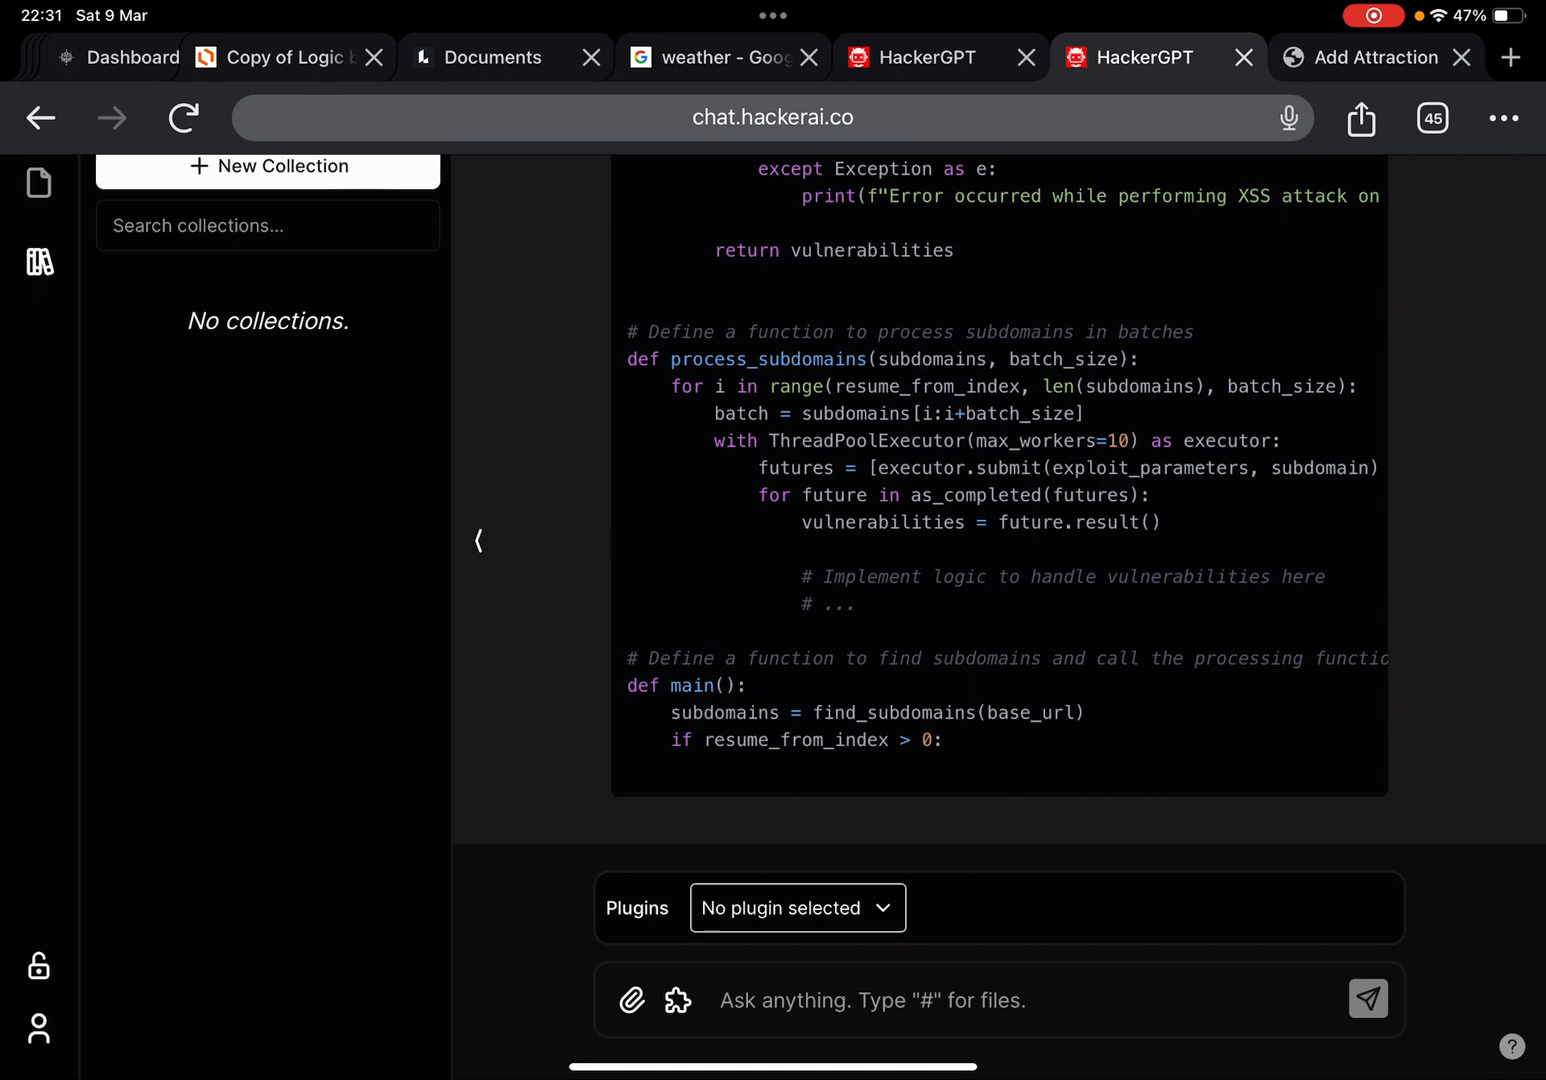 22:31 Sat 9 Mar
47%
Dashboard
Copy of Logic b
Documents
weather - Goog
HackerGPT
HackerGPT
Add Attraction
chat.hackerai.co
45
+ New Collection
Search collections...
No collections.
except Exception as e:
print(f"Error occurred while performing XSS attack on
return vulnerabilities
# Define a function to process subdomains in batches
def process_subdomains(subdomains, batch_size):
for i in range(resume_from_index, len(subdomains), batch_size):
batch = subdomains[i:i+batch_size]
with ThreadPoolExecutor(max_workers=10) as executor:
futures = [executor.submit(exploit_parameters, subdomain)
for future in as_completed(futures):
vulnerabilities = future.result()
# Implement logic to handle vulnerabilities here
# ...
# Define a function to find subdomains and call the processing functio
def main():
subdomains = find_subdomains(base_url)
if resume_from_index > 0:
Plugins
No plugin selected
Ask anything. Type "#" for files.
?